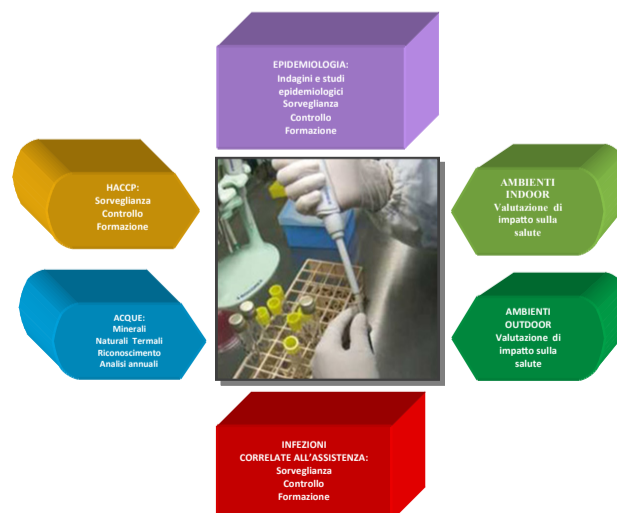 EPIDEMIOLOGIA:
Indagini e studi
epidemiologici
Sorveglianza
Controllo
Formazione
HACCP:
Sorveglianza
Controllo
Formazione
AMBIENTI
INDOOR
Valutazione di
impatto sulla
salute
ACQUE:
Minerali
Naturali Termali
Riconoscimento
Analisi annuali
AMBIENTI
OUTDOOR
Valutazione di
impatto sulla
salute
INFEZIONI
CORRELATE ALL'ASSISTENZA:
Sorveglianza
Controllo
Formazione